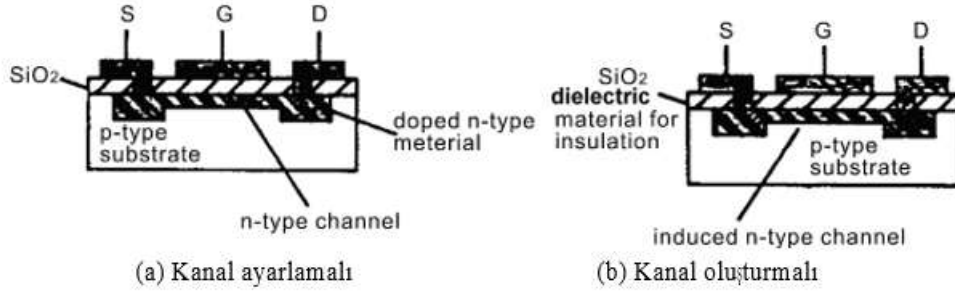 S G D
SiO2
p-type
substrate
doped n-type
meterial
n-type channel
(a) Kanal ayarlamalı
S G D
SiO2
dielectric
material for
insulation
p-type
substrate
induced n-type channel
(b) Kanal oluşturmalı